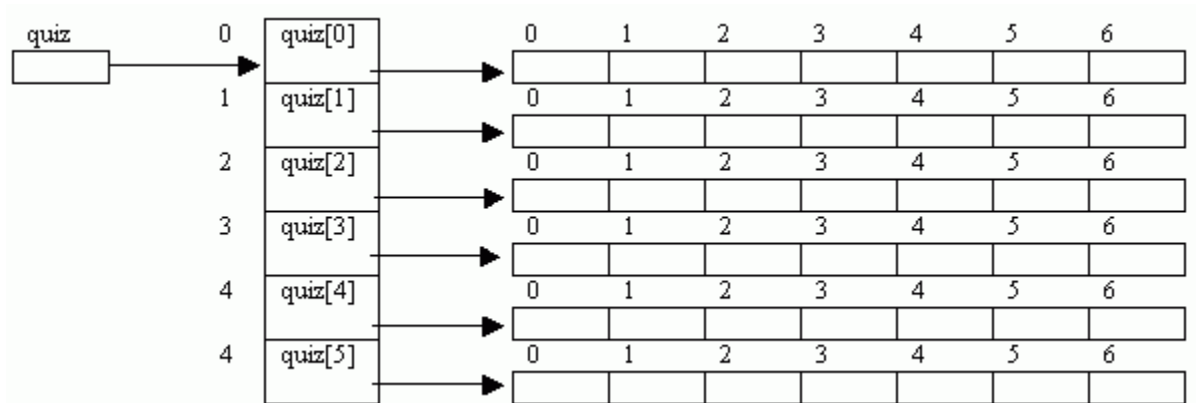 quiz 0 quiz[0] 0 1 2 3 4 5 6
1 quiz[1] 0 1 2 3 4 5 6
2 quiz[2] 0 1 2 3 4 5 6
3 quiz[3] 0 1 2 3 4 5 6
4 quiz[4] 0 1 2 3 4 5 6
4 quiz[5] 0 1 2 3 4 5 6